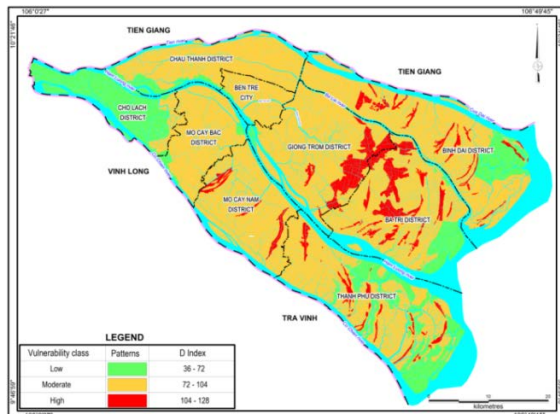 106°0'27"
106°49'45"
TIEN GIANG
CHAU THANH DISTRICT
TIEN GIANG
BEN TRE
CITY
CHO LACH
DISTRICT
MO CAY BAC
DISTRICT
GIONG TROM DISTRICT
BINH DAI DISTRICT
VINH LONG
MO CAY NAM
DISTRICT
BA TRI DISTRICT
THANH PHU DISTRICT
TRA VINH
LEGEND
Vulnerability class Patterns D Index
Low 36 - 72
Moderate 72 - 104
High 104 - 128
kilometres